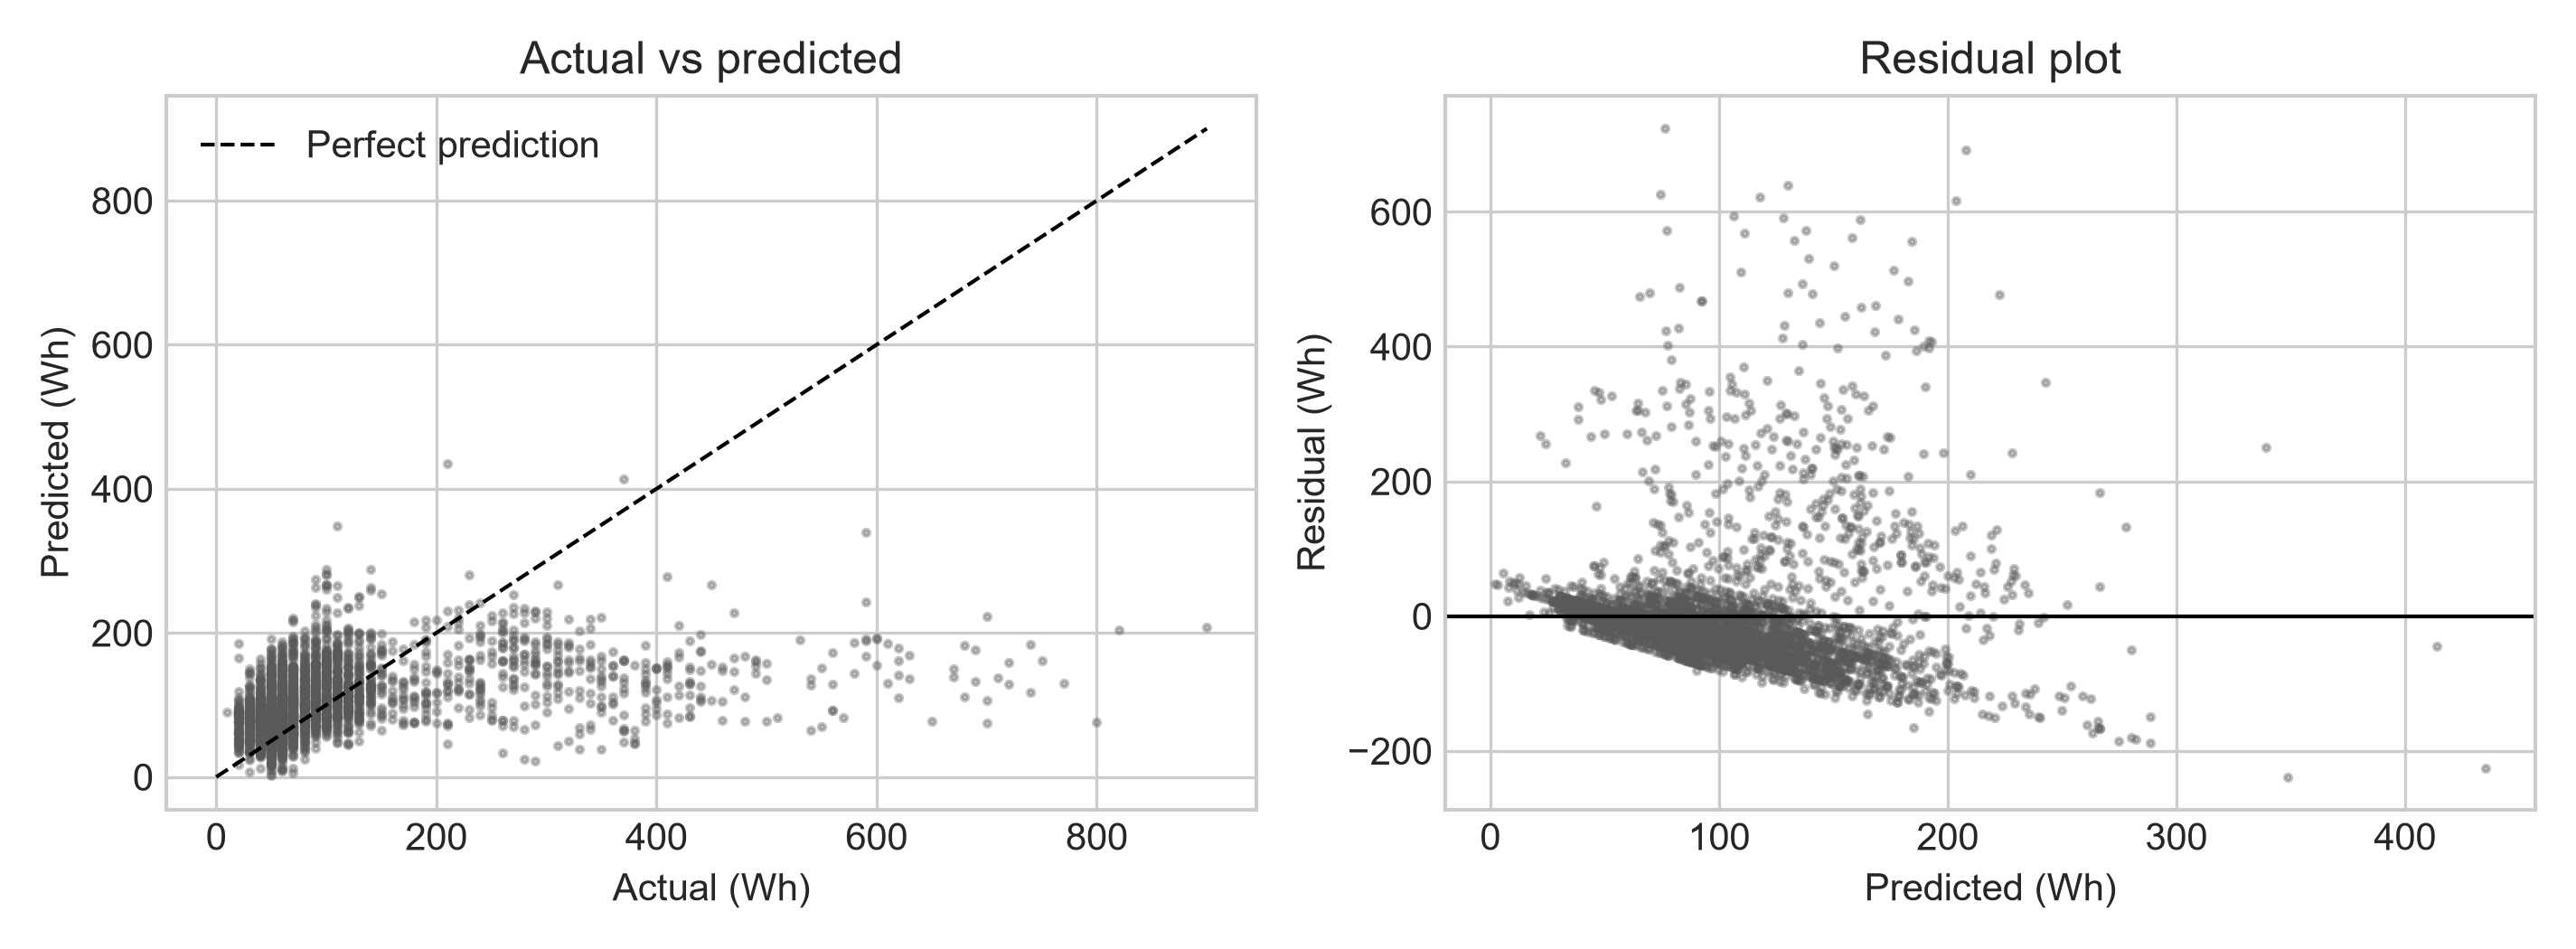 Actual vs predicted
Perfect prediction
800
600
400
200
0
Predicted (Wh)
0 200 400 600 800
Actual (Wh)
Residual plot
600
400
200
0
−200
Residual (Wh)
0 100 200 300 400
Predicted (Wh)